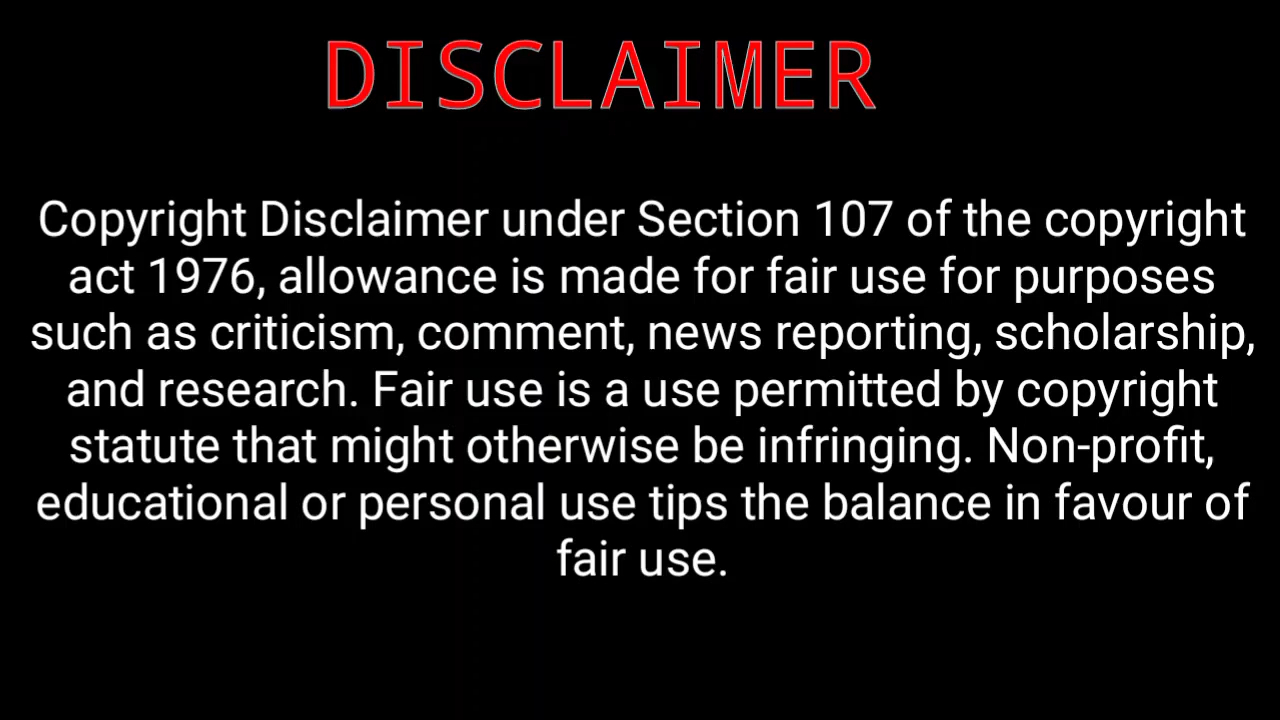 DISCLAIMER
Copyright Disclaimer under Section 107 of the copyright
act 1976, allowance is made for fair use for purposes
such as criticism, comment, news reporting, scholarship,
and research. Fair use is a use permitted by copyright
statute that might otherwise be infringing. Non-profit,
educational or personal use tips the balance in favour of
fair use.